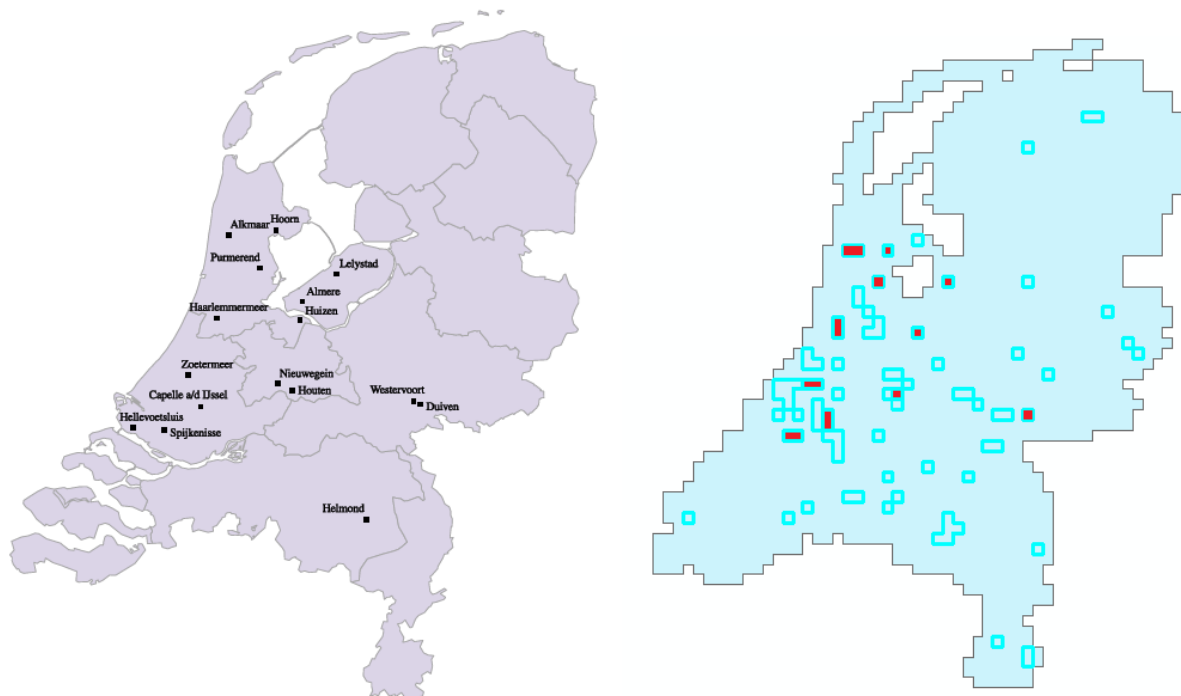 Alkmaar
Hoorn
Purmerend
Lelystad
Almere
Haarlemmermeer
Huizen
Zoetermeer
Nieuwegein
Houten
Capelle a/d IJssel
Westervoort
Duiven
Hellevoetsluis
Spijkenisse
Helmond